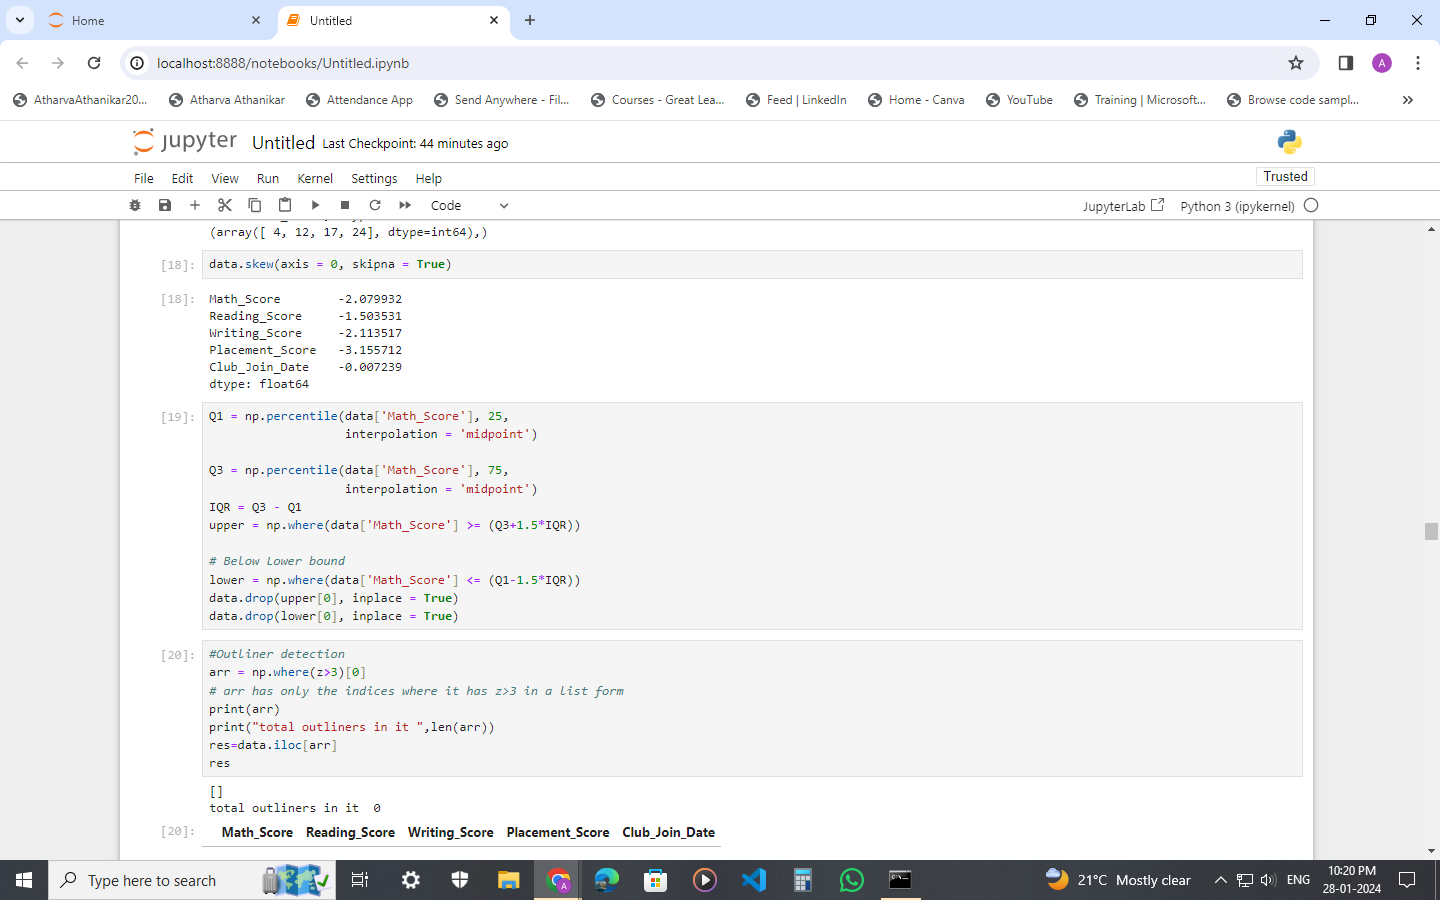 Home
Untitled
localhost:8888/notebooks/Untitled.ipynb
A
AtharvaAthanikar20...
Atharva Athanikar
Attendance App
Send Anywhere - Fil...
Courses - Great Lea...
Feed | LinkedIn
Home - Canva
YouTube
Training | Microsoft...
Browse code sampl...
jupyter Untitled Last Checkpoint: 44 minutes ago
File Edit View Run Kernel Settings Help
Trusted
Code
JupyterLab Python 3 (ipykernel)
(array([ 4, 12, 17, 24], dtype=int64),)
[18]: data.skew(axis = 0, skipna = True)
[18]: Math_Score        -2.079932
Reading_Score     -1.503531
Writing_Score     -2.113517
Placement_Score   -3.155712
Club_Join_Date    -0.007239
dtype: float64
[19]: Q1 = np.percentile(data['Math_Score'], 25,
interpolation = 'midpoint')
Q3 = np.percentile(data['Math_Score'], 75,
interpolation = 'midpoint')
IQR = Q3 - Q1
upper = np.where(data['Math_Score'] >= (Q3+1.5*IQR))
# Below Lower bound
lower = np.where(data['Math_Score'] <= (Q1-1.5*IQR))
data.drop(upper[0], inplace = True)
data.drop(lower[0], inplace = True)
[20]: #Outliner detection
arr = np.where(z>3)[0]
# arr has only the indices where it has z>3 in a list form
print(arr)
print("total outliners in it ",len(arr))
res=data.iloc[arr]
res
[]
total outliners in it  0
[20]: Math_Score Reading_Score Writing_Score Placement_Score Club_Join_Date
Type here to search
A
21°C Mostly clear
ENG
10:20 PM
28-01-2024